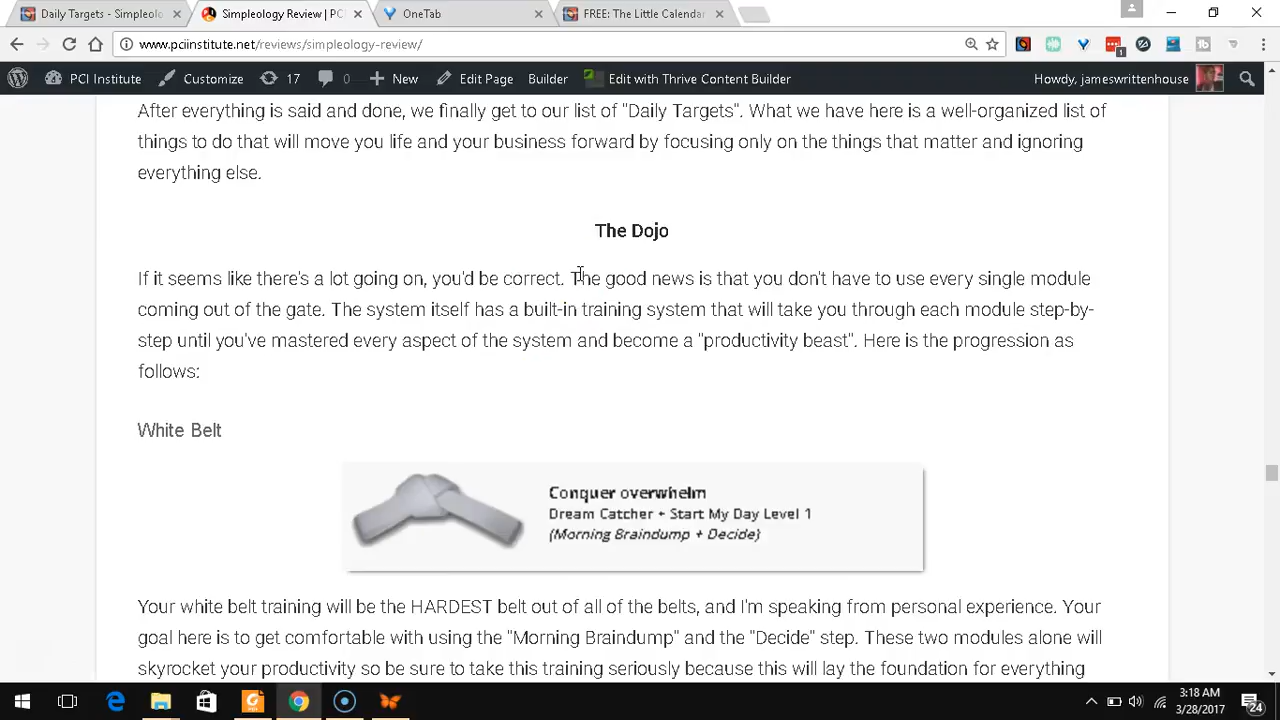 Daily Targets - Simpleolo
Simpleology Review | PC
OneTab
FREE: The Little Calendar
www.pciinstitute.net/reviews/simpleology-review/
1
PCI Institute
Customize
17
0
New
Edit Page
Builder
Edit with Thrive Content Builder
Howdy, jameswrittenhouse
After everything is said and done, we finally get to our list of "Daily Targets". What we have here is a well-organized list of
things to do that will move you life and your business forward by focusing only on the things that matter and ignoring
everything else.
The Dojo
If it seems like there's a lot going on, you'd be correct. The good news is that you don't have to use every single module
coming out of the gate. The system itself has a built-in training system that will take you through each module step-by-
step until you've mastered every aspect of the system and become a "productivity beast". Here is the progression as
follows:
White Belt
Conquer overwhelm
Dream Catcher + Start My Day Level 1
(Morning Braindump + Decide)
Your white belt training will be the HARDEST belt out of all of the belts, and I'm speaking from personal experience. Your
goal here is to get comfortable with using the "Morning Braindump" and the "Decide" step. These two modules alone will
skyrocket your productivity so be sure to take this training seriously because this will lay the foundation for everything
3:18 AM
3/28/2017
24